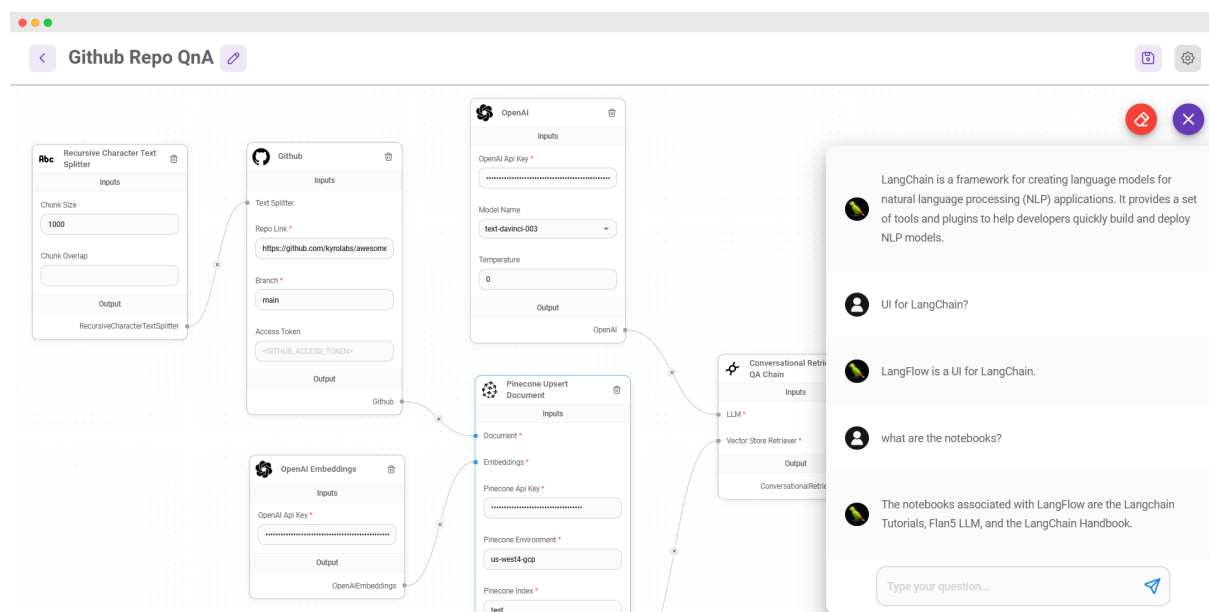 Github Repo QnA
Abc
Recursive Character Text
Splitter
Inputs
Chunk Size
1000
Chunk Overlap
Output
RecursiveCharacterTextSplitter
Github
Inputs
Text Splitter
Repo Link *
https://github.com/kyrolabs/awesome
Branch *
main
Access Token
<GITHUB_ACCESS_TOKEN>
Output
Github
OpenAI Embeddings
Inputs
OpenAI Api Key *
Output
OpenAIEmbeddings
OpenAI
Inputs
OpenAI Api Key *
Model Name
text-davinci-003
Temperature
0
Output
OpenAI
Pinecone Upsert
Document
Inputs
Document *
Embeddings *
Pinecone Api Key *
Pinecone Environment *
us-west4-gcp
Pinecone Index *
test
Conversational Retri
QA Chain
Inputs
LLM *
Vector Store Retriever *
Output
ConversationalRetrie
LangChain is a framework for creating language models for
natural language processing (NLP) applications. It provides a set
of tools and plugins to help developers quickly build and deploy
NLP models.
UI for LangChain?
LangFlow is a UI for LangChain.
what are the notebooks?
The notebooks associated with LangFlow are the Langchain
Tutorials, Flan5 LLM, and the LangChain Handbook.
Type your question...